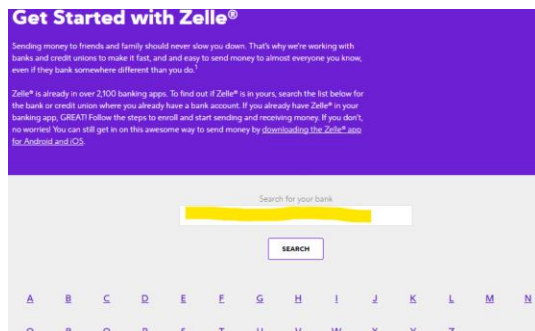 Get Started with Zelle®
Sending money to friends and family should never slow you down. That's why we're working with
banks and credit unions to make it fast, and and easy to send money to almost everyone you know,
even if they bank somewhere different than you do.¹
Zelle® is already in over 2,100 banking apps. To find out if Zelle® is in yours, search the list below for
the bank or credit union where you already have a bank account. If you already have Zelle® in your
banking app, GREAT! Follow the steps to enroll and start sending and receiving money. If you don't,
no worries! You can still get in on this awesome way to send money by downloading the Zelle® app
for Android and iOS.
Search for your bank
SEARCH
A B C D E F G H I J K L M N
O P Q R S T U V W X Y Z